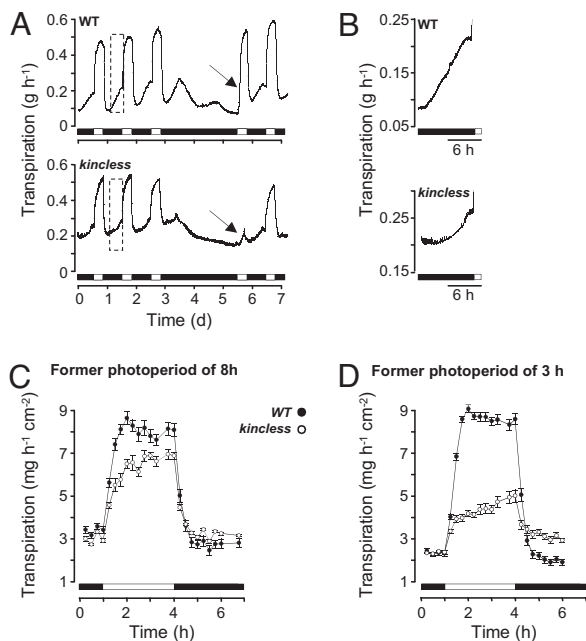 A
WT
Transpiration (g h⁻¹)
0.6
0.4
0.2
0
kincless
Transpiration (g h⁻¹)
0.6
0.4
0.2
0
0 1 2 3 4 5 6 7
Time (d)
B
WT
Transpiration (g h⁻¹)
0.25
0.15
0.05
6 h
kincless
0.25
0.15
6 h
C
Former photoperiod of 8h
WT
kincless
Transpiration (mg h⁻¹ cm⁻²)
9
7
5
3
1
0 2 4 6
Time (h)
D
Former photoperiod of 3 h
Transpiration (mg h⁻¹ cm⁻²)
9
7
5
3
1
0 2 4 6
Time (h)